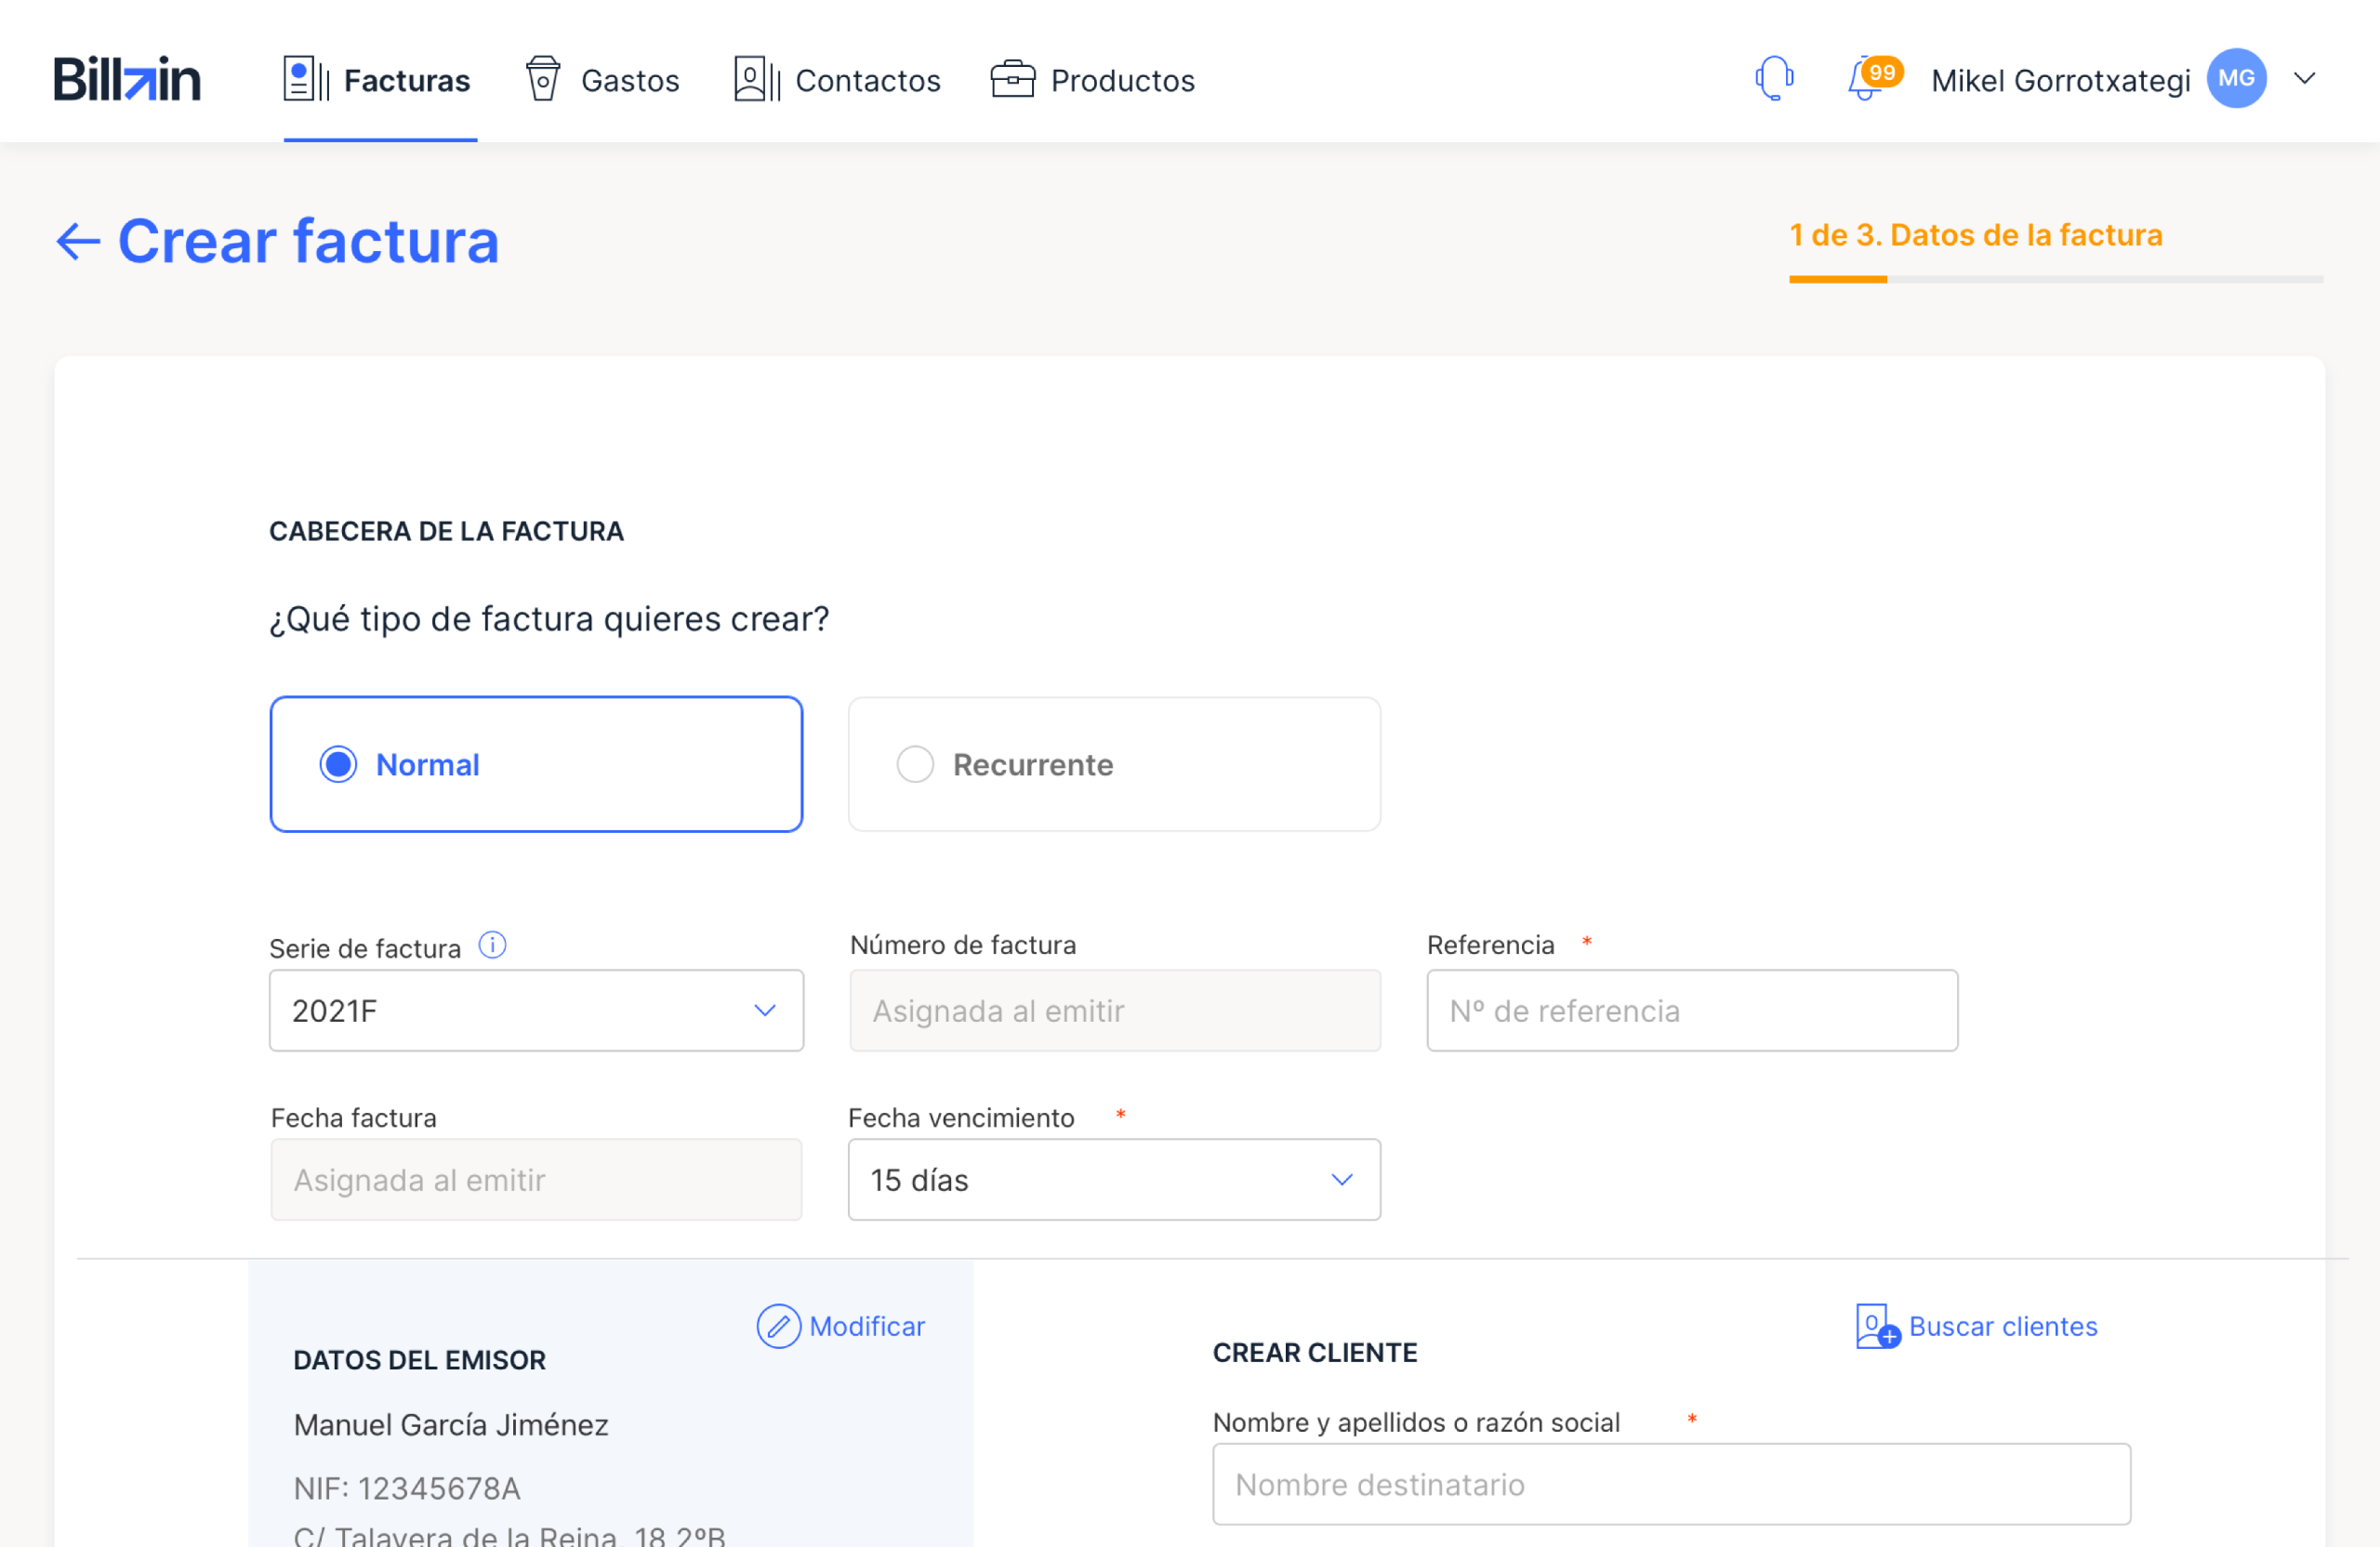 Billin
Facturas
Gastos
Contactos
Productos
99
Mikel Gorrotxategi
MG
Crear factura
1 de 3. Datos de la factura
CABECERA DE LA FACTURA
¿Qué tipo de factura quieres crear?
Normal
Recurrente
Serie de factura
Número de factura
Referencia *
2021F
Asignada al emitir
Nº de referencia
Fecha factura
Fecha vencimiento *
Asignada al emitir
15 días
Modificar
DATOS DEL EMISOR
Manuel García Jiménez
NIF: 12345678A
C/ Talavera de la Reina, 18 2ºB
Buscar clientes
CREAR CLIENTE
Nombre y apellidos o razón social *
Nombre destinatario